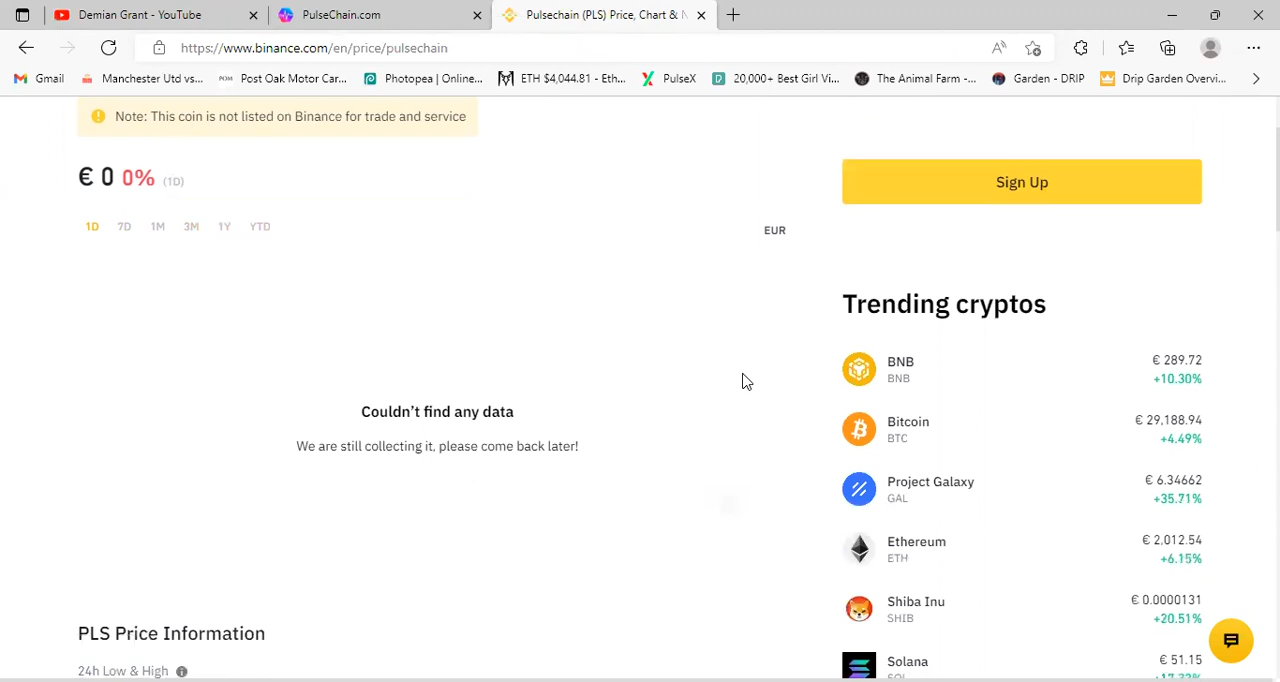 Demian Grant - YouTube
PulseChain.com
Pulsechain (PLS) Price, Chart & N
https://www.binance.com/en/price/pulsechain
Gmail
Manchester Utd vs...
Post Oak Motor Car...
Photopea | Online...
ETH $4,044.81 - Eth...
PulseX
20,000+ Best Girl Vi...
The Animal Farm -...
Garden - DRIP
Drip Garden Overvi...
Note: This coin is not listed on Binance for trade and service
€ 0 0% (1D)
Sign Up
1D 7D 1M 3M 1Y YTD
EUR
Couldn't find any data
We are still collecting it, please come back later!
Trending cryptos
BNB € 289.72
BNB +10.30%
Bitcoin € 29,188.94
BTC +4.49%
Project Galaxy € 6.34662
GAL +35.71%
Ethereum € 2,012.54
ETH +6.15%
Shiba Inu € 0.0000131
SHIB +20.51%
Solana € 51.15
PLS Price Information
24h Low & High